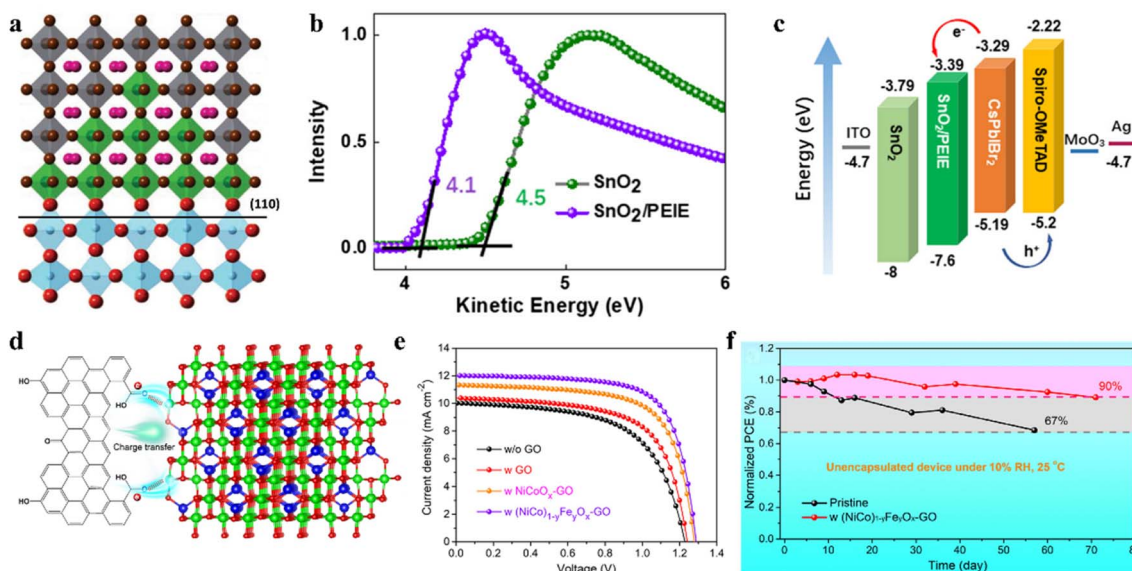 a
(110)
b
Intensity
1.0
0.5
0.0
4.1
4.5
SnO₂
SnO₂/PEIE
4
5
6
Kinetic Energy (eV)
c
Energy (eV)
ITO
-4.7
-3.79
SnO₂
-8
-3.39
SnO₂/PEIE
-7.6
e⁻
-3.29
CsPbIBr₂
-5.19
-2.22
Spiro-OMeTAD
-5.2
h⁺
MoO₃
Ag
-4.7
d
HO
HO
O
HO
HO
Charge transfer
e
Current density (mA cm⁻²)
14
12
10
8
6
4
2
0
w/o GO
w GO
w NiCoOₓ-GO
w (NiCo)₁₋yFeyOₓ-GO
0.0 0.2 0.4 0.6 0.8 1.0 1.2 1.4
Voltage (V)
f
Normalized PCE (%)
1.2
1.0
0.8
0.6
0.4
0.2
0.0
90%
67%
Unencapsulated device under 10% RH, 25 °C
Pristine
w (NiCo)₁₋yFeyOₓ-GO
0 10 20 30 40 50 60 70 80
Time (day)